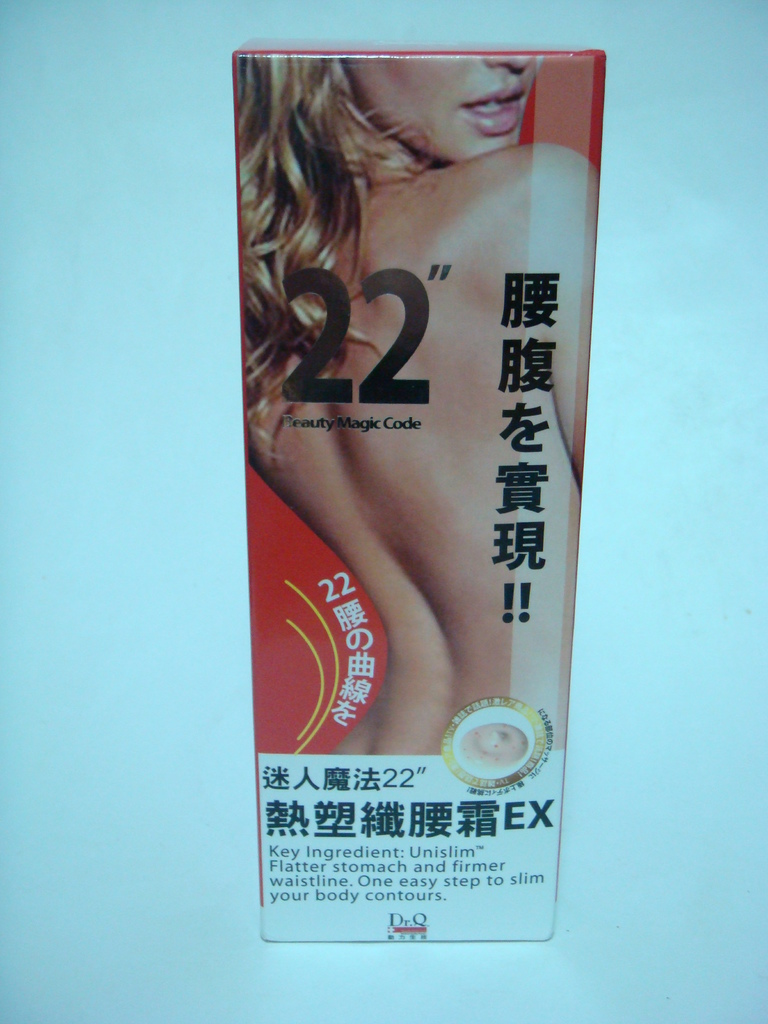 22"
Beauty Magic Code
腰腹を實現!!
22腰の曲線を
迷人魔法22"
熱塑纖腰霜EX
Key Ingredient: Unislim™
Flatter stomach and firmer
waistline. One easy step to slim
your body contours.
Dr.Q